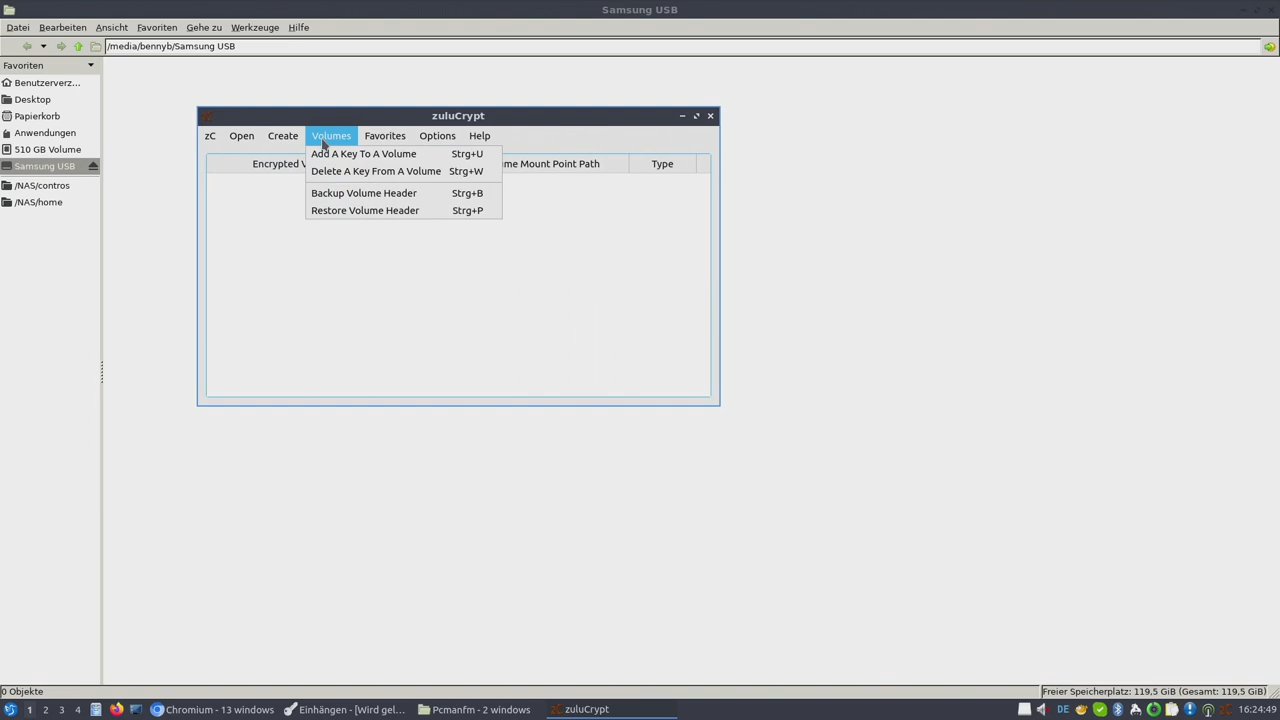 Samsung USB
Datei Bearbeiten Ansicht Favoriten Gehe zu Werkzeuge Hilfe
/media/bennyb/Samsung USB
Favoriten
Benutzerverz...
Desktop
Papierkorb
Anwendungen
510 GB Volume
Samsung USB
/NAS/contros
/NAS/home
zuluCrypt
zC Open Create Volumes Favorites Options Help
Encrypted V ume Mount Point Path Type
Add A Key To A Volume Strg+U
Delete A Key From A Volume Strg+W
Backup Volume Header Strg+B
Restore Volume Header Strg+P
0 Objekte
Freier Speicherplatz: 119,5 GiB (Gesamt: 119,5 GiB)
1 2 3 4 Chromium - 13 windows Einhängen - [Wird gel... Pcmanfm - 2 windows zuluCrypt DE 16:24:49